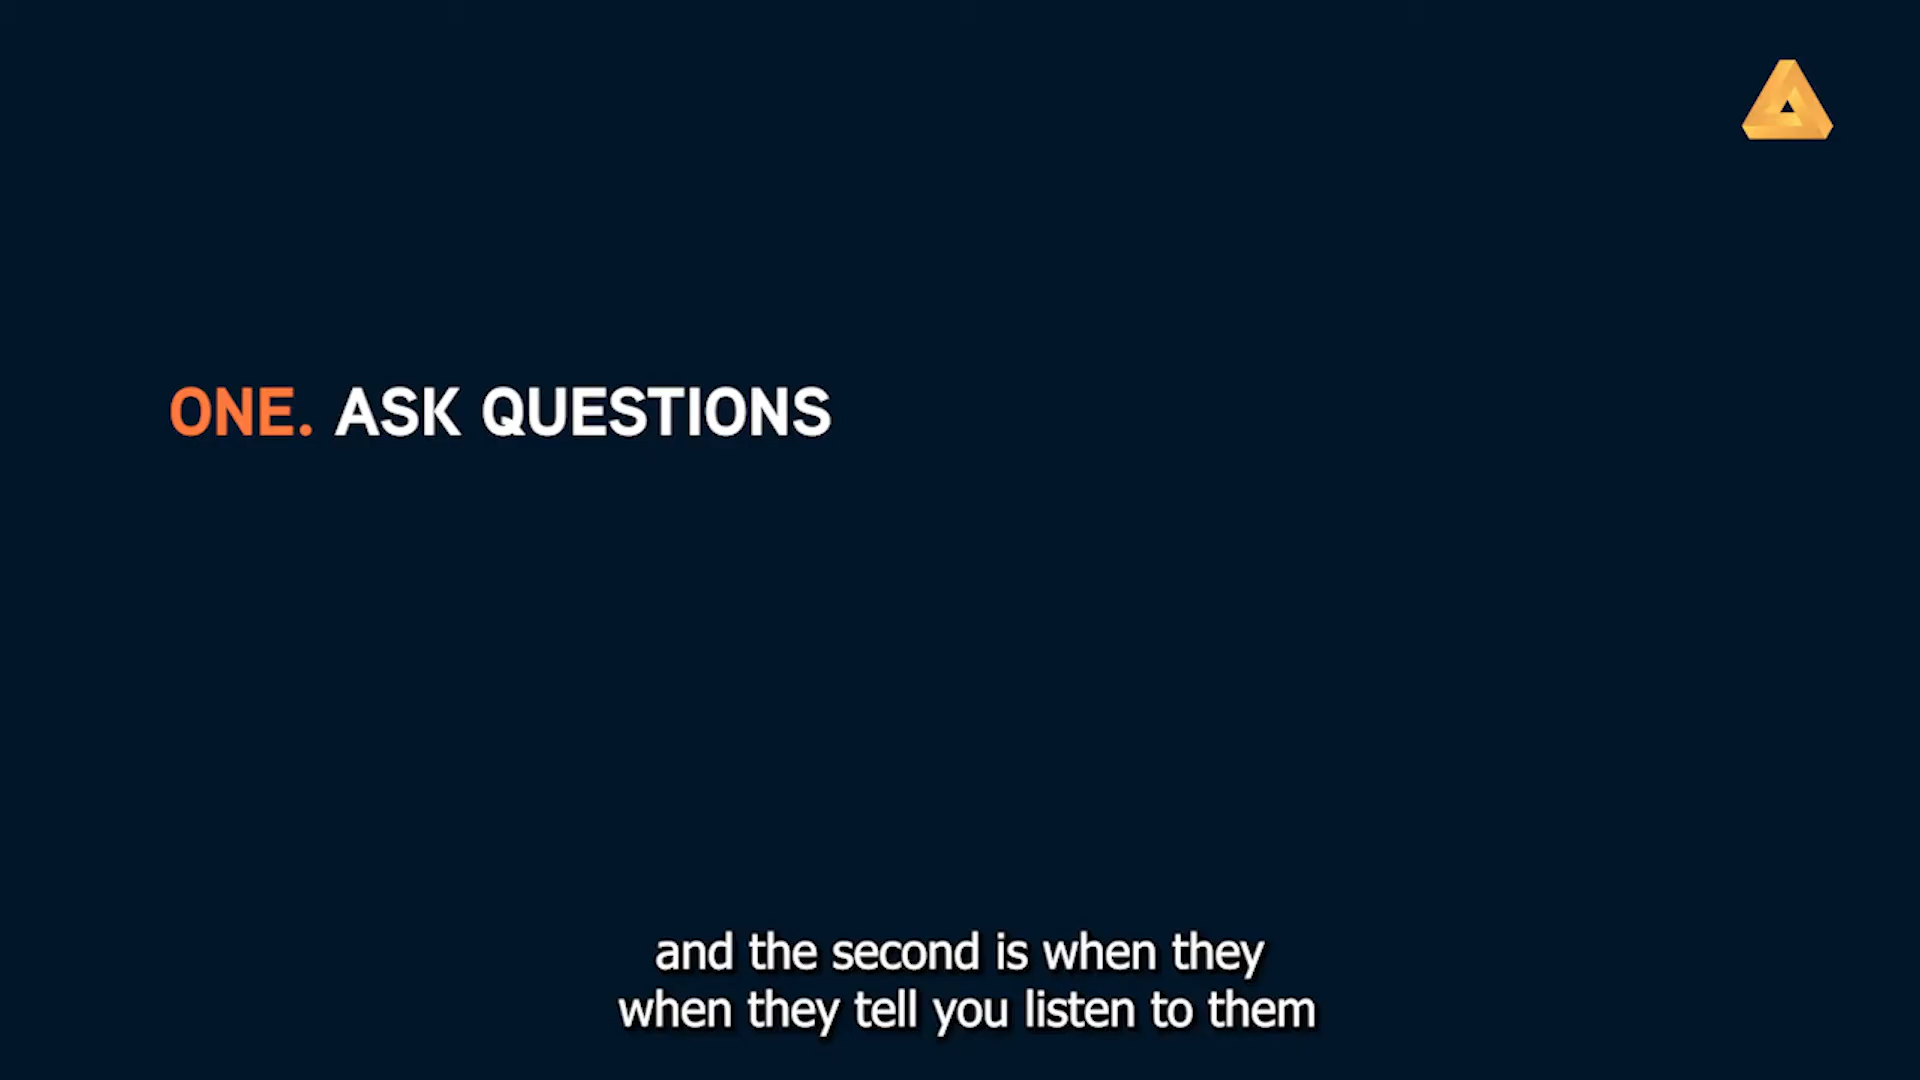 ONE. ASK QUESTIONS
and the second is when they
when they tell you listen to them